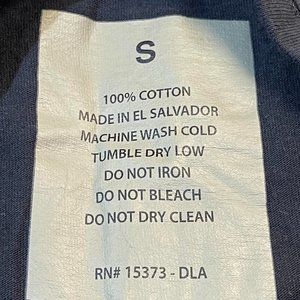 S
100% COTTON
MADE IN EL SALVADOR
MACHINE WASH COLD
TUMBLE DRY LOW
DO NOT IRON
DO NOT BLEACH
DO NOT DRY CLEAN
RN# 15373 - DLA